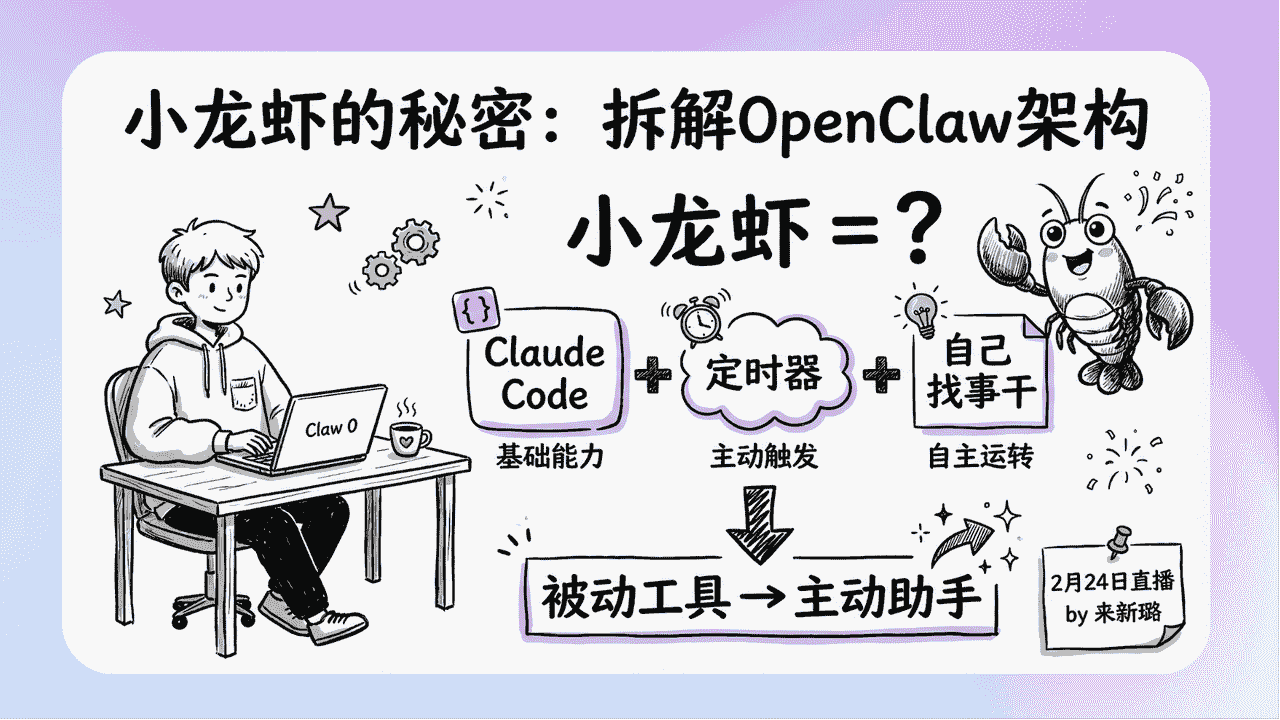 小龙虾的秘密：拆解OpenClaw架构
小龙虾 = ？
{ }
Claude
Code
+
定时器
+
自己
找事干
基础能力
主动触发
自主运转
Claw 0
被动工具→主动助手
2月24日直播
by 来新璐